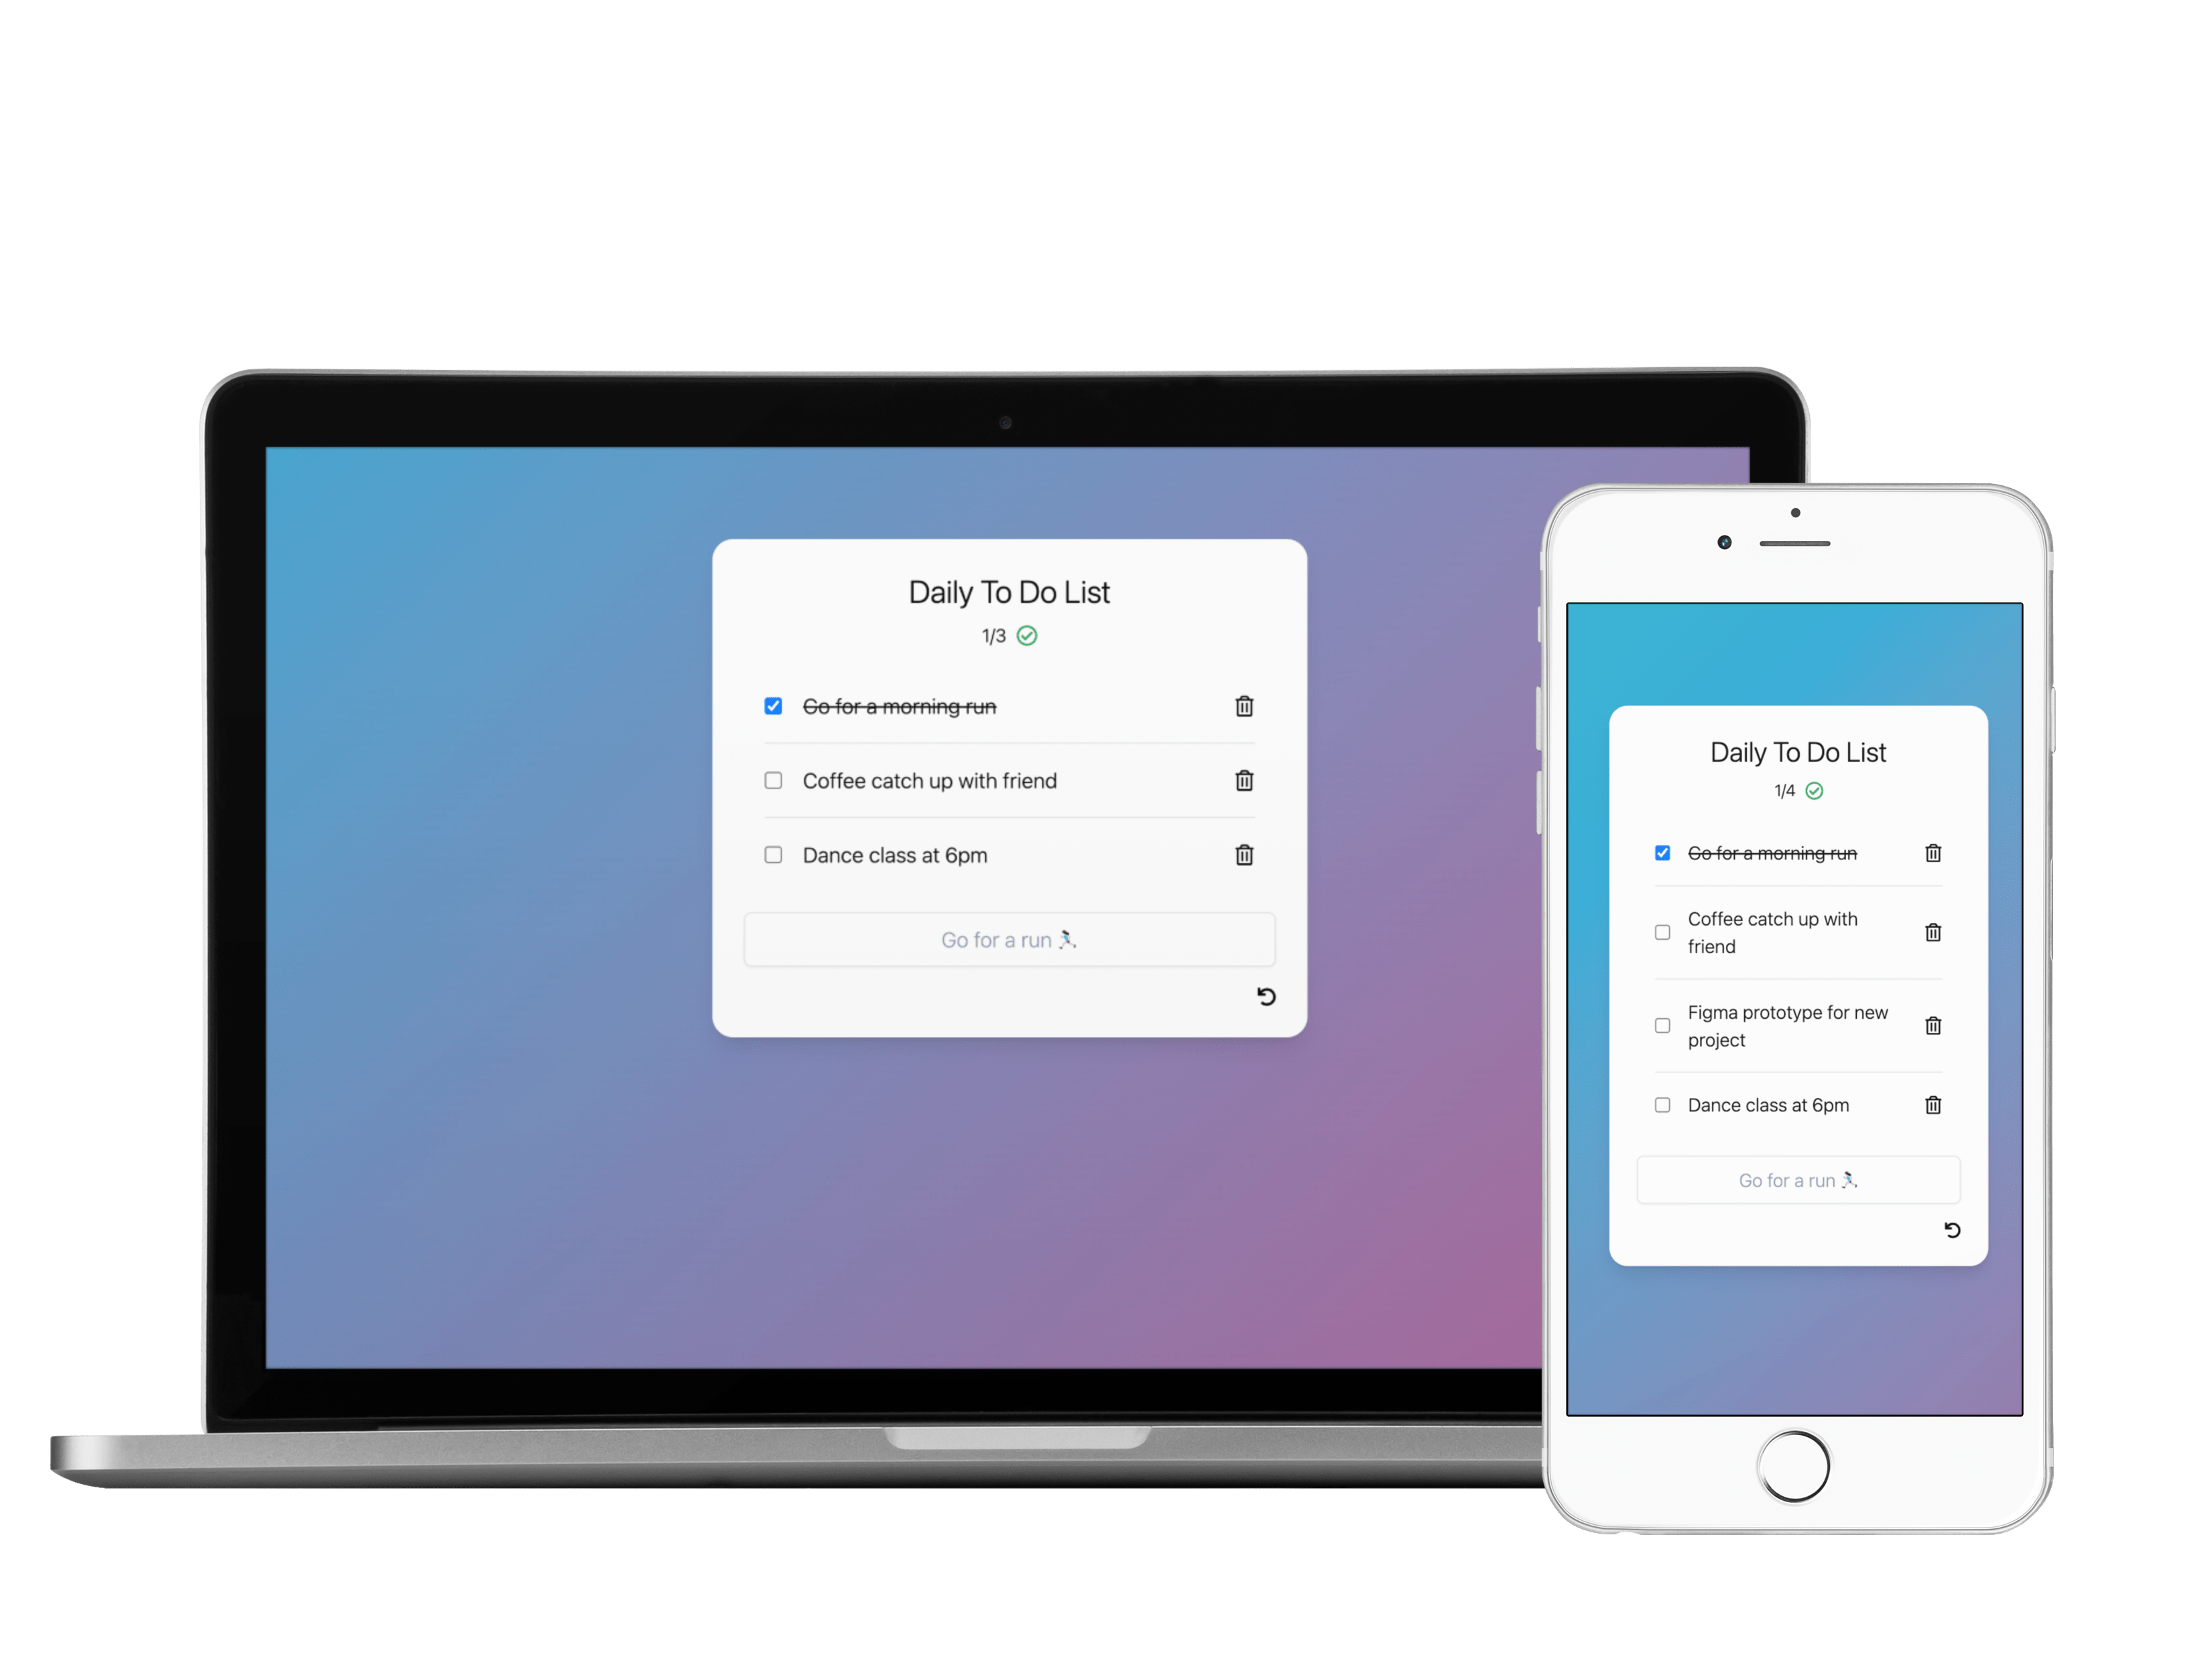 Daily To Do List
1/3
Go for a morning run
Coffee catch up with friend
Dance class at 6pm
Go for a run 🏃🏻
Daily To Do List
1/4
Go for a morning run
Coffee catch up with
friend
Figma prototype for new
project
Dance class at 6pm
Go for a run 🏃🏻